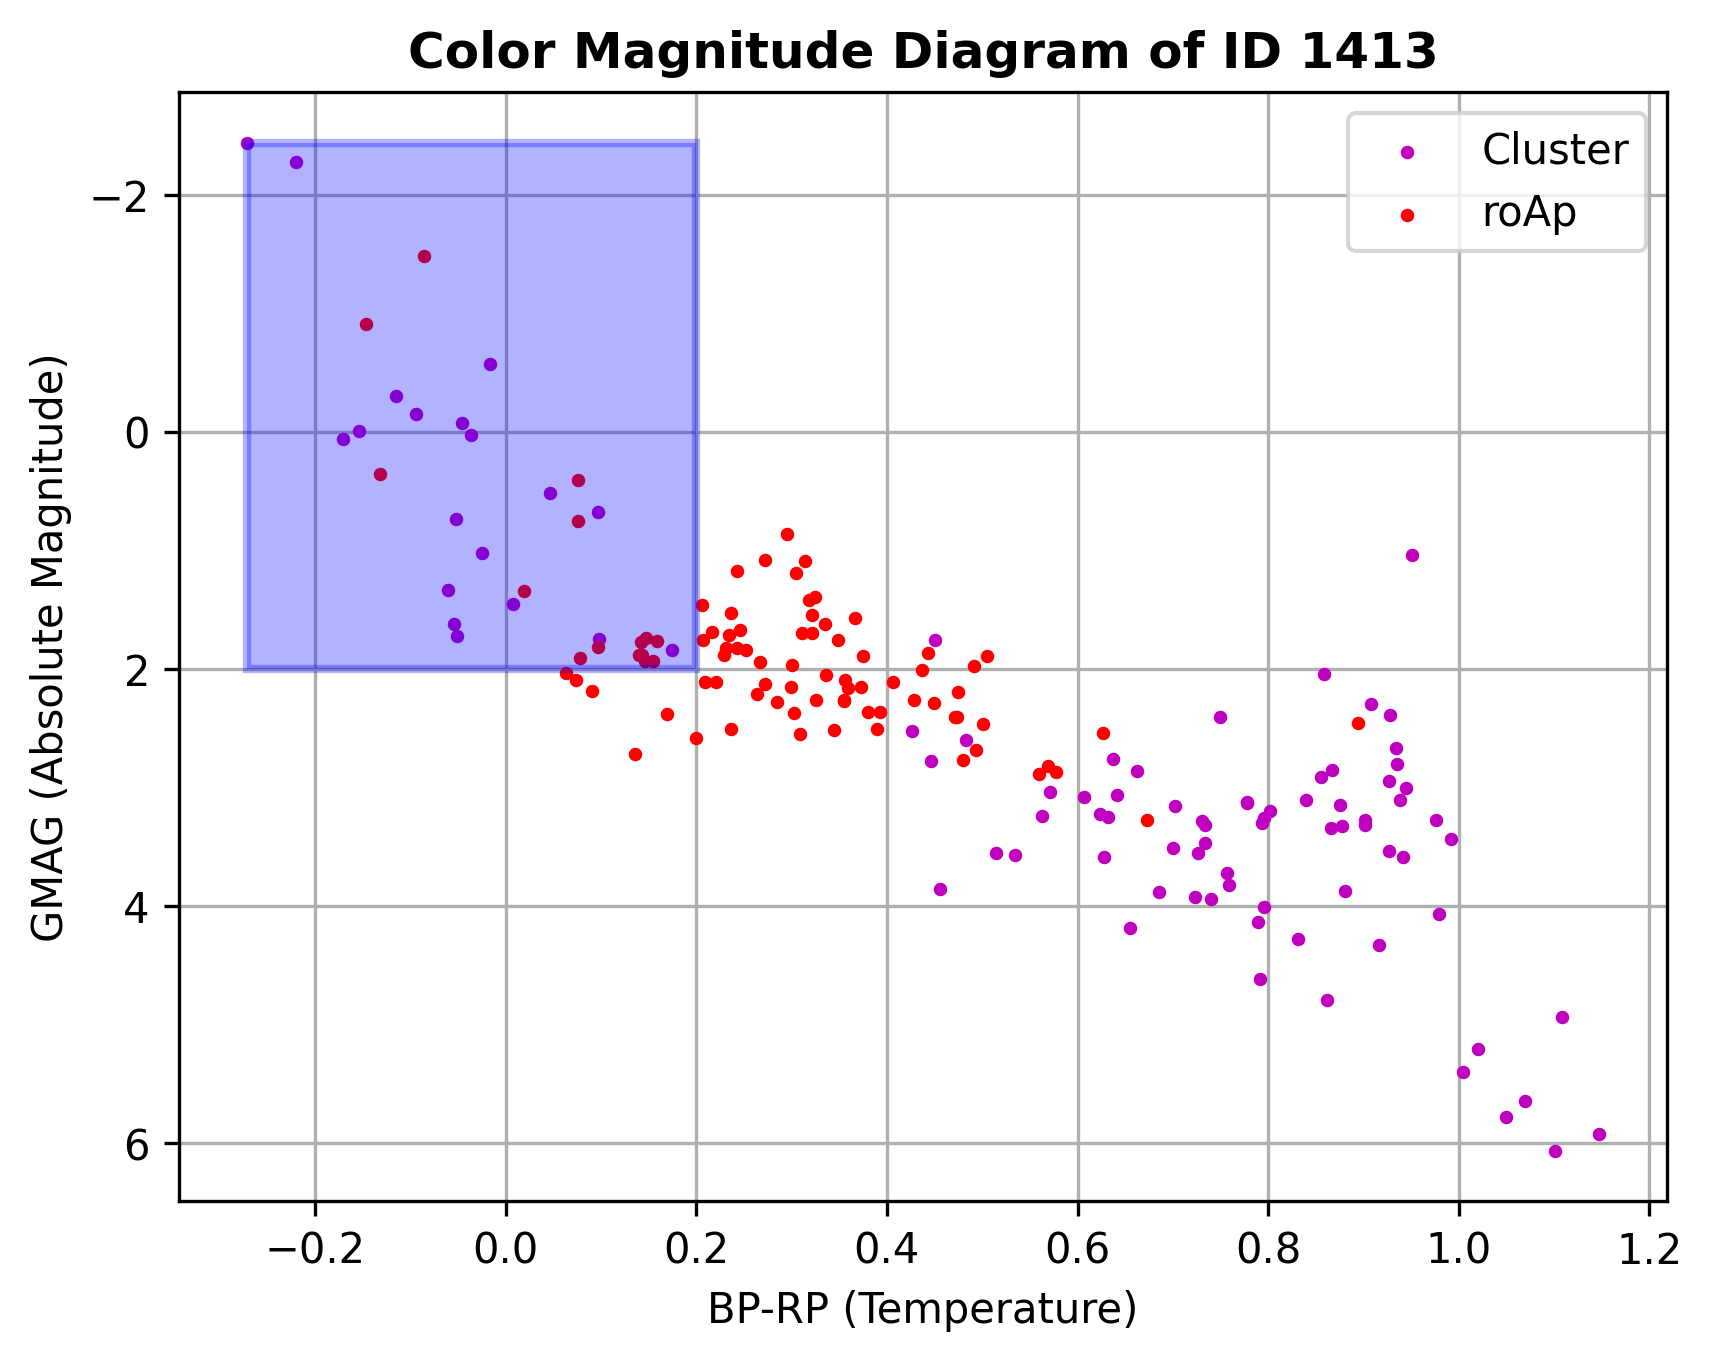 Color Magnitude Diagram of ID 1413
Cluster
roAp
GMAG (Absolute Magnitude)
−2
0
2
4
6
−0.2 0.0 0.2 0.4 0.6 0.8 1.0 1.2
BP-RP (Temperature)